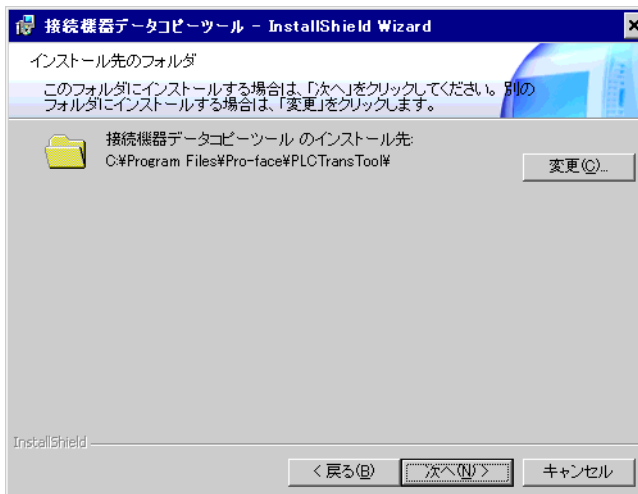 接続機器データコピーツール - InstallShield Wizard
インストール先のフォルダ
このフォルダにインストールする場合は、「次へ」をクリックしてください。別の
フォルダにインストールする場合は、「変更」をクリックします。
接続機器データコピーツール のインストール先:
C:¥Program Files¥Pro-face¥PLCTransTool¥
変更(C)...
InstallShield
< 戻る(B)
次へ(N) >
キャンセル